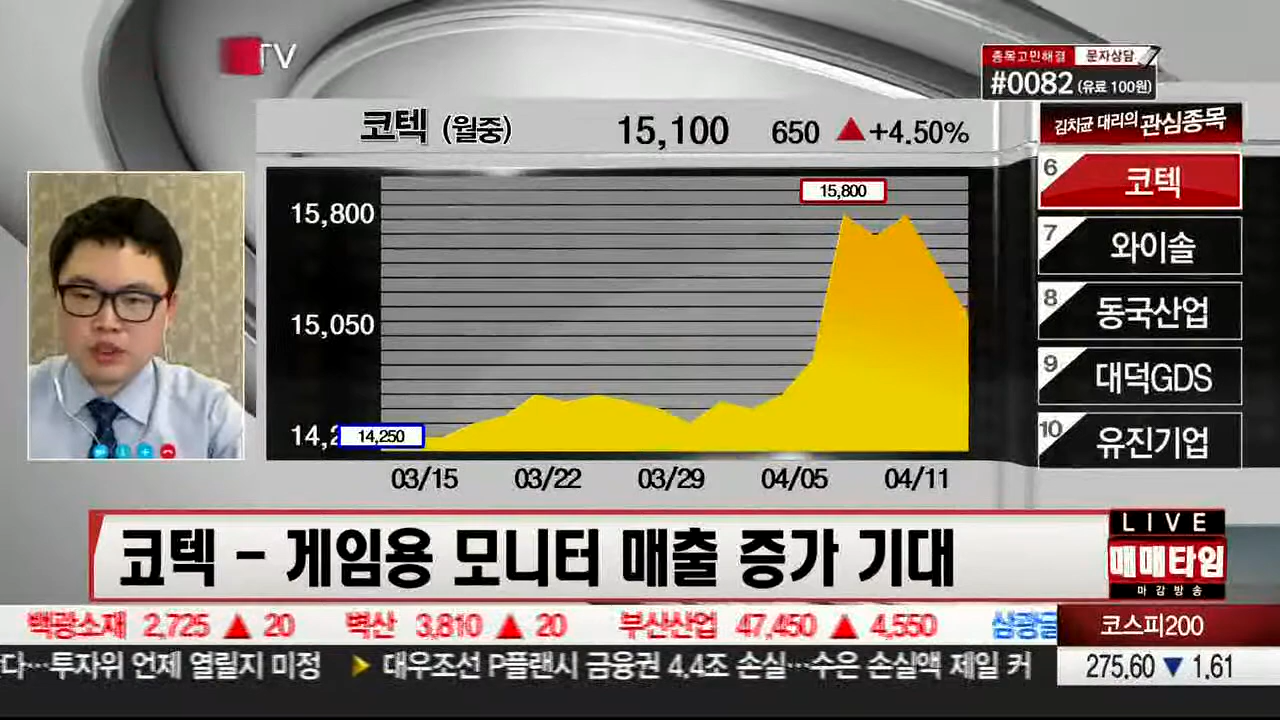 TV
종목고민해결 문자상담
#0082 (유료 100원)
코텍 (월중) 15,100 650 ▲+4.50%
김치균 대리의 관심종목
6 코텍
7 와이솔
8 동국산업
9 대덕GDS
10 유진기업
15,800
15,800
15,050
14,2
14,250
03/15 03/22 03/29 04/05 04/11
코텍 - 게임용 모니터 매출 증가 기대
LIVE
매매타임
마감방송
백광소재 2,725 ▲ 20 벽산 3,810 ▲ 20 부산산업 47,450 ▲ 4,550 삼광글
코스피200
다…투자위 언제 열릴지 미정 ▶ 대우조선 P플랜시 금융권 4.4조 손실…수은 손실액 제일 커
275.60 ▼ 1.61